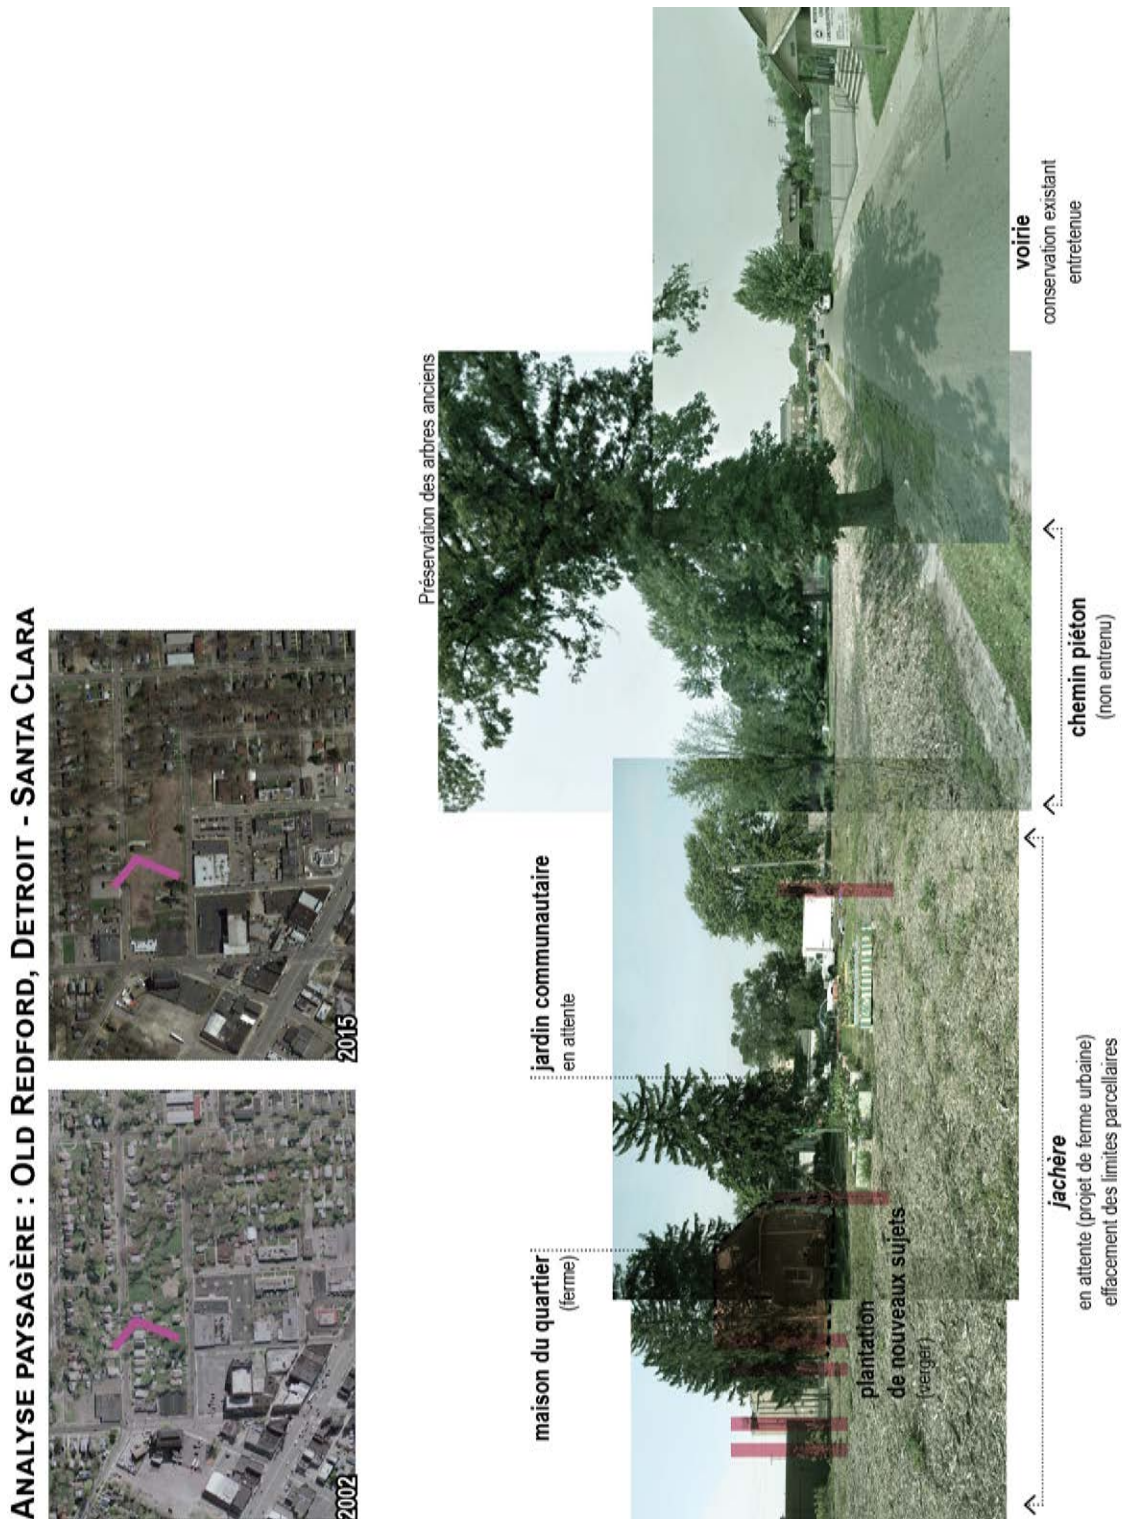 ANALYSE PAYSAGÈRE : OLD REDFORD, DETROIT - SANTA CLARA
2002
2015
Préservation des arbres anciens
maison du quartier
(ferme)
jardin communautaire
en attente
plantation
de nouveaux sujets
(verger)
jachère
en attente (projet de ferme urbaine)
effacement des limites parcellaires
chemin piéton
(non entrenu)
voirie
conservation existant
entretenue